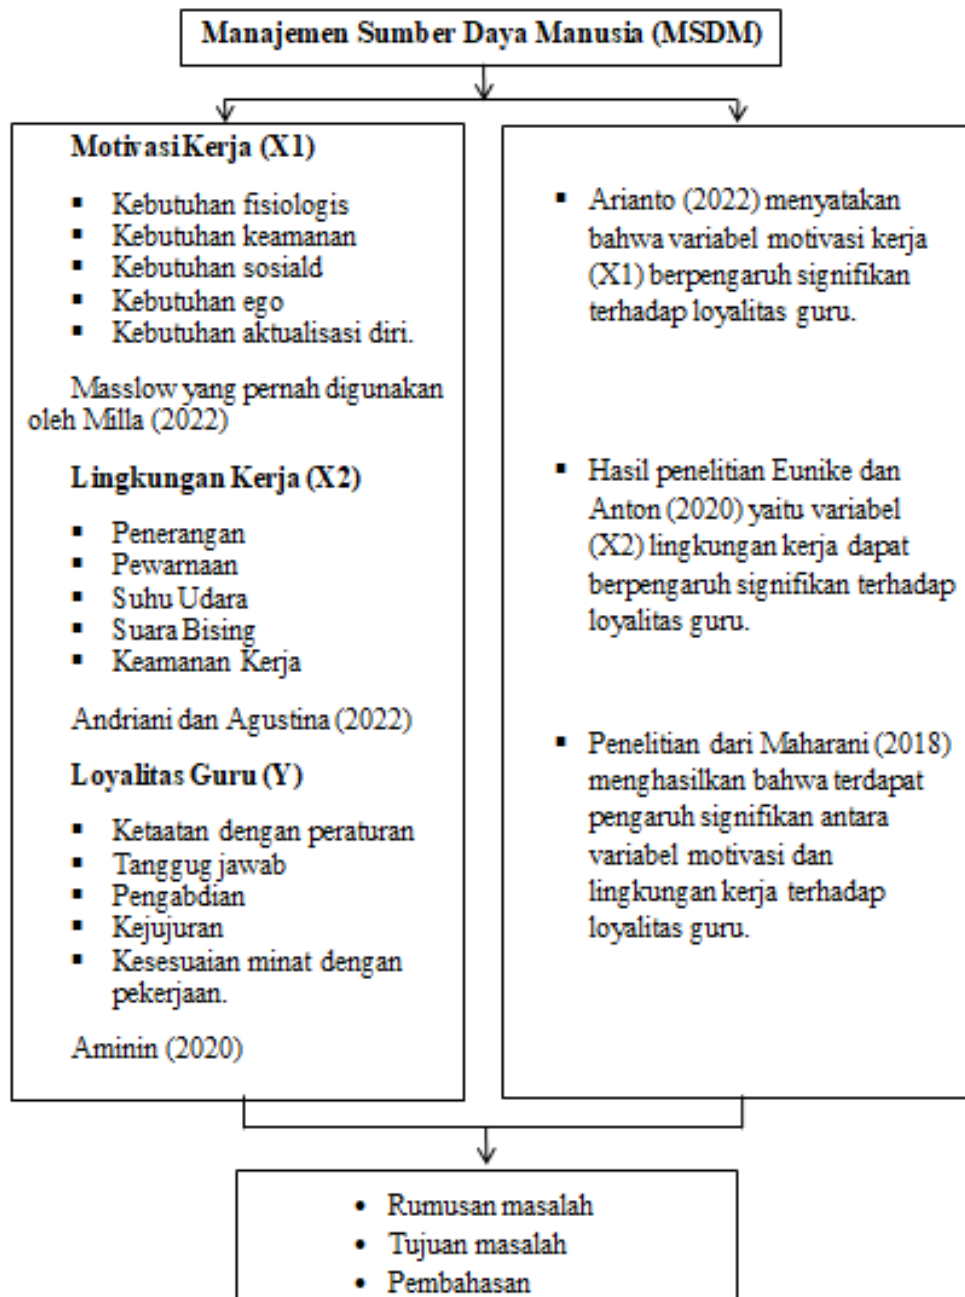 Manajemen Sumber Daya Manusia (MSDM)
Motivasi Kerja (X1)
▪ Kebutuhan fisiologis
▪ Kebutuhan keamanan
▪ Kebutuhan sosiald
▪ Kebutuhan ego
▪ Kebutuhan aktualisasi diri.
Masslow yang pernah digunakan
oleh Milla (2022)
Lingkungan Kerja (X2)
▪ Penerangan
▪ Pewarnaan
▪ Suhu Udara
▪ Suara Bising
▪ Keamanan Kerja
Andriani dan Agustina (2022)
Loyalitas Guru (Y)
▪ Ketaatan dengan peraturan
▪ Tanggug jawab
▪ Pengabdian
▪ Kejujuran
▪ Kesesuaian minat dengan
pekerjaan.
Aminin (2020)
▪ Arianto (2022) menyatakan
bahwa variabel motivasi kerja
(X1) berpengaruh signifikan
terhadap loyalitas guru.
▪ Hasil penelitian Eunike dan
Anton (2020) yaitu variabel
(X2) lingkungan kerja dapat
berpengaruh signifikan terhadap
loyalitas guru.
▪ Penelitian dari Maharani (2018)
menghasilkan bahwa terdapat
pengaruh signifikan antara
variabel motivasi dan
lingkungan kerja terhadap
loyalitas guru.
• Rumusan masalah
• Tujuan masalah
• Pembahasan